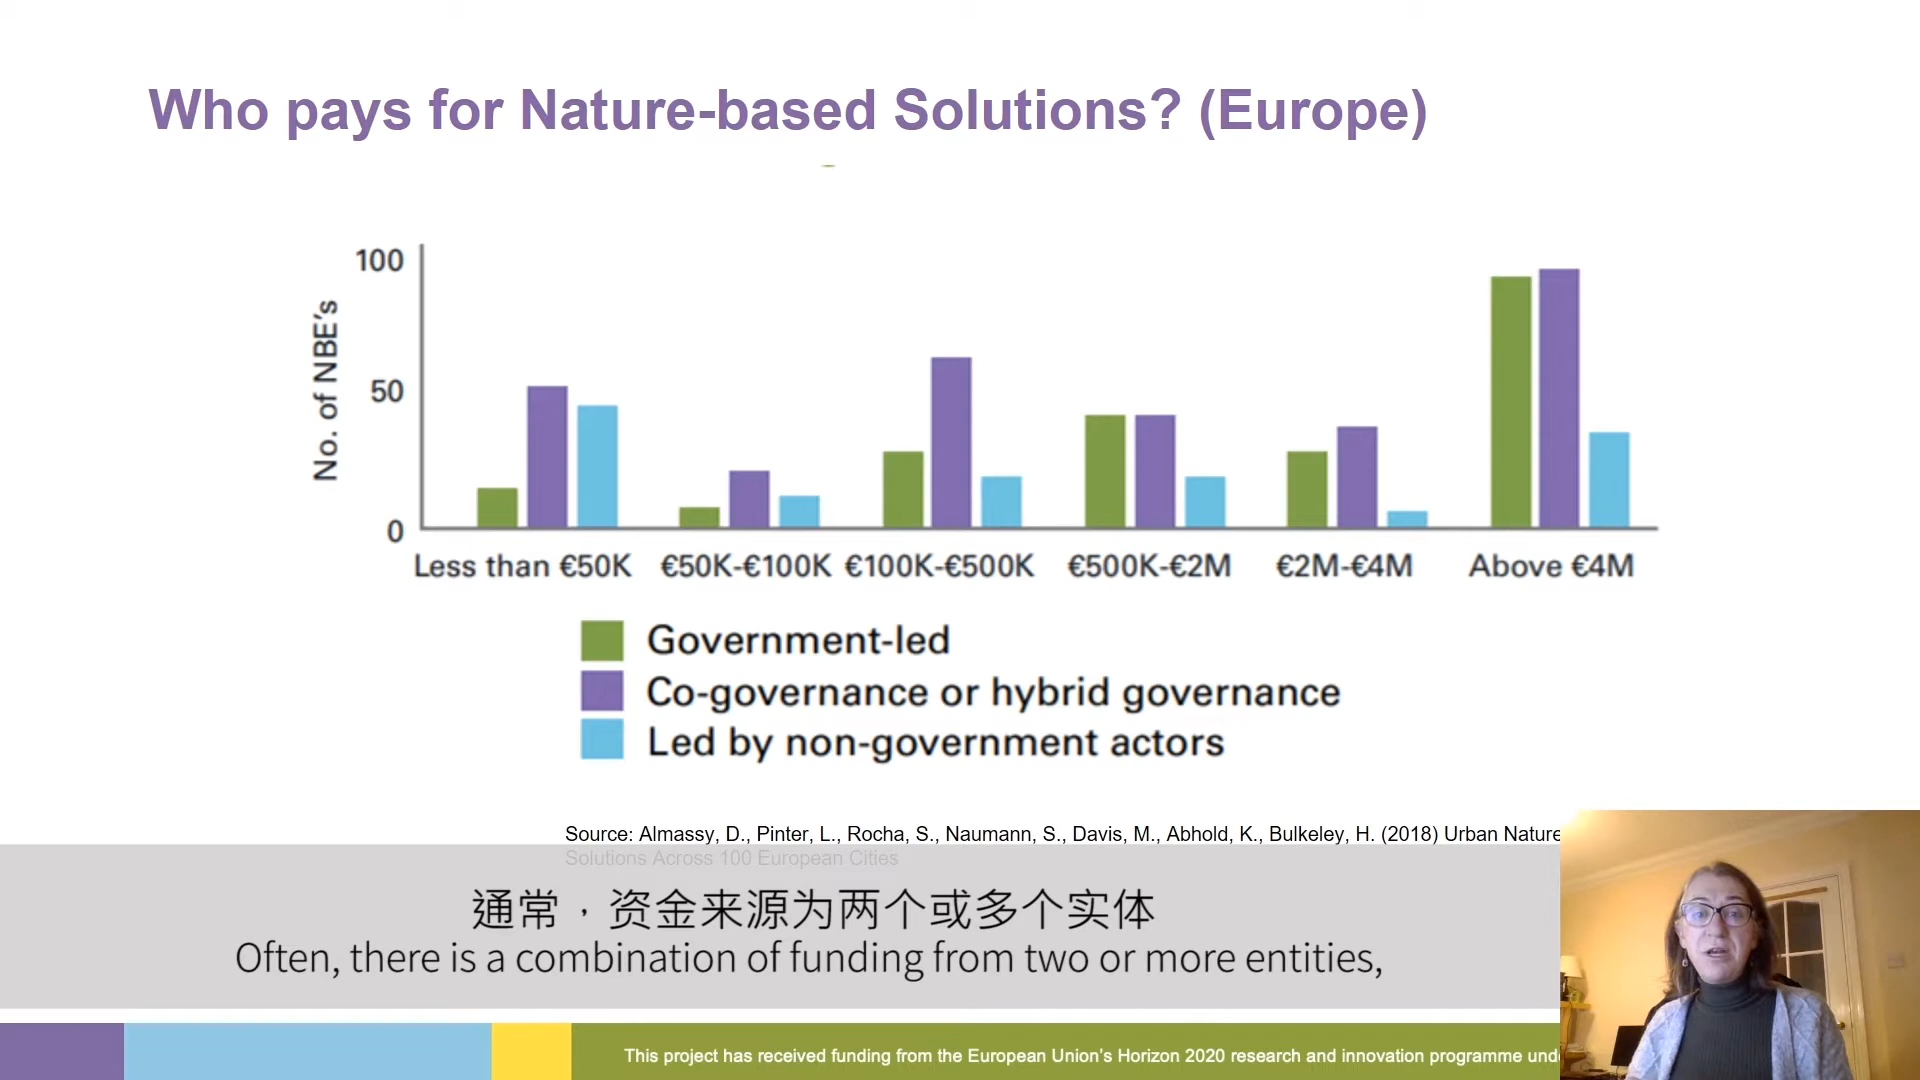 Who pays for Nature-based Solutions? (Europe)
100
50
0
No. of NBE's
Less than €50K
€50K-€100K
€100K-€500K
€500K-€2M
€2M-€4M
Above €4M
Government-led
Co-governance or hybrid governance
Led by non-government actors
Source: Almassy, D., Pinter, L., Rocha, S., Naumann, S., Davis, M., Abhold, K., Bulkeley, H. (2018) Urban Nature
Solutions Across 100 European Cities
通常，资金来源为两个或多个实体
Often, there is a combination of funding from two or more entities,
This project has received funding from the European Union's Horizon 2020 research and innovation programme und